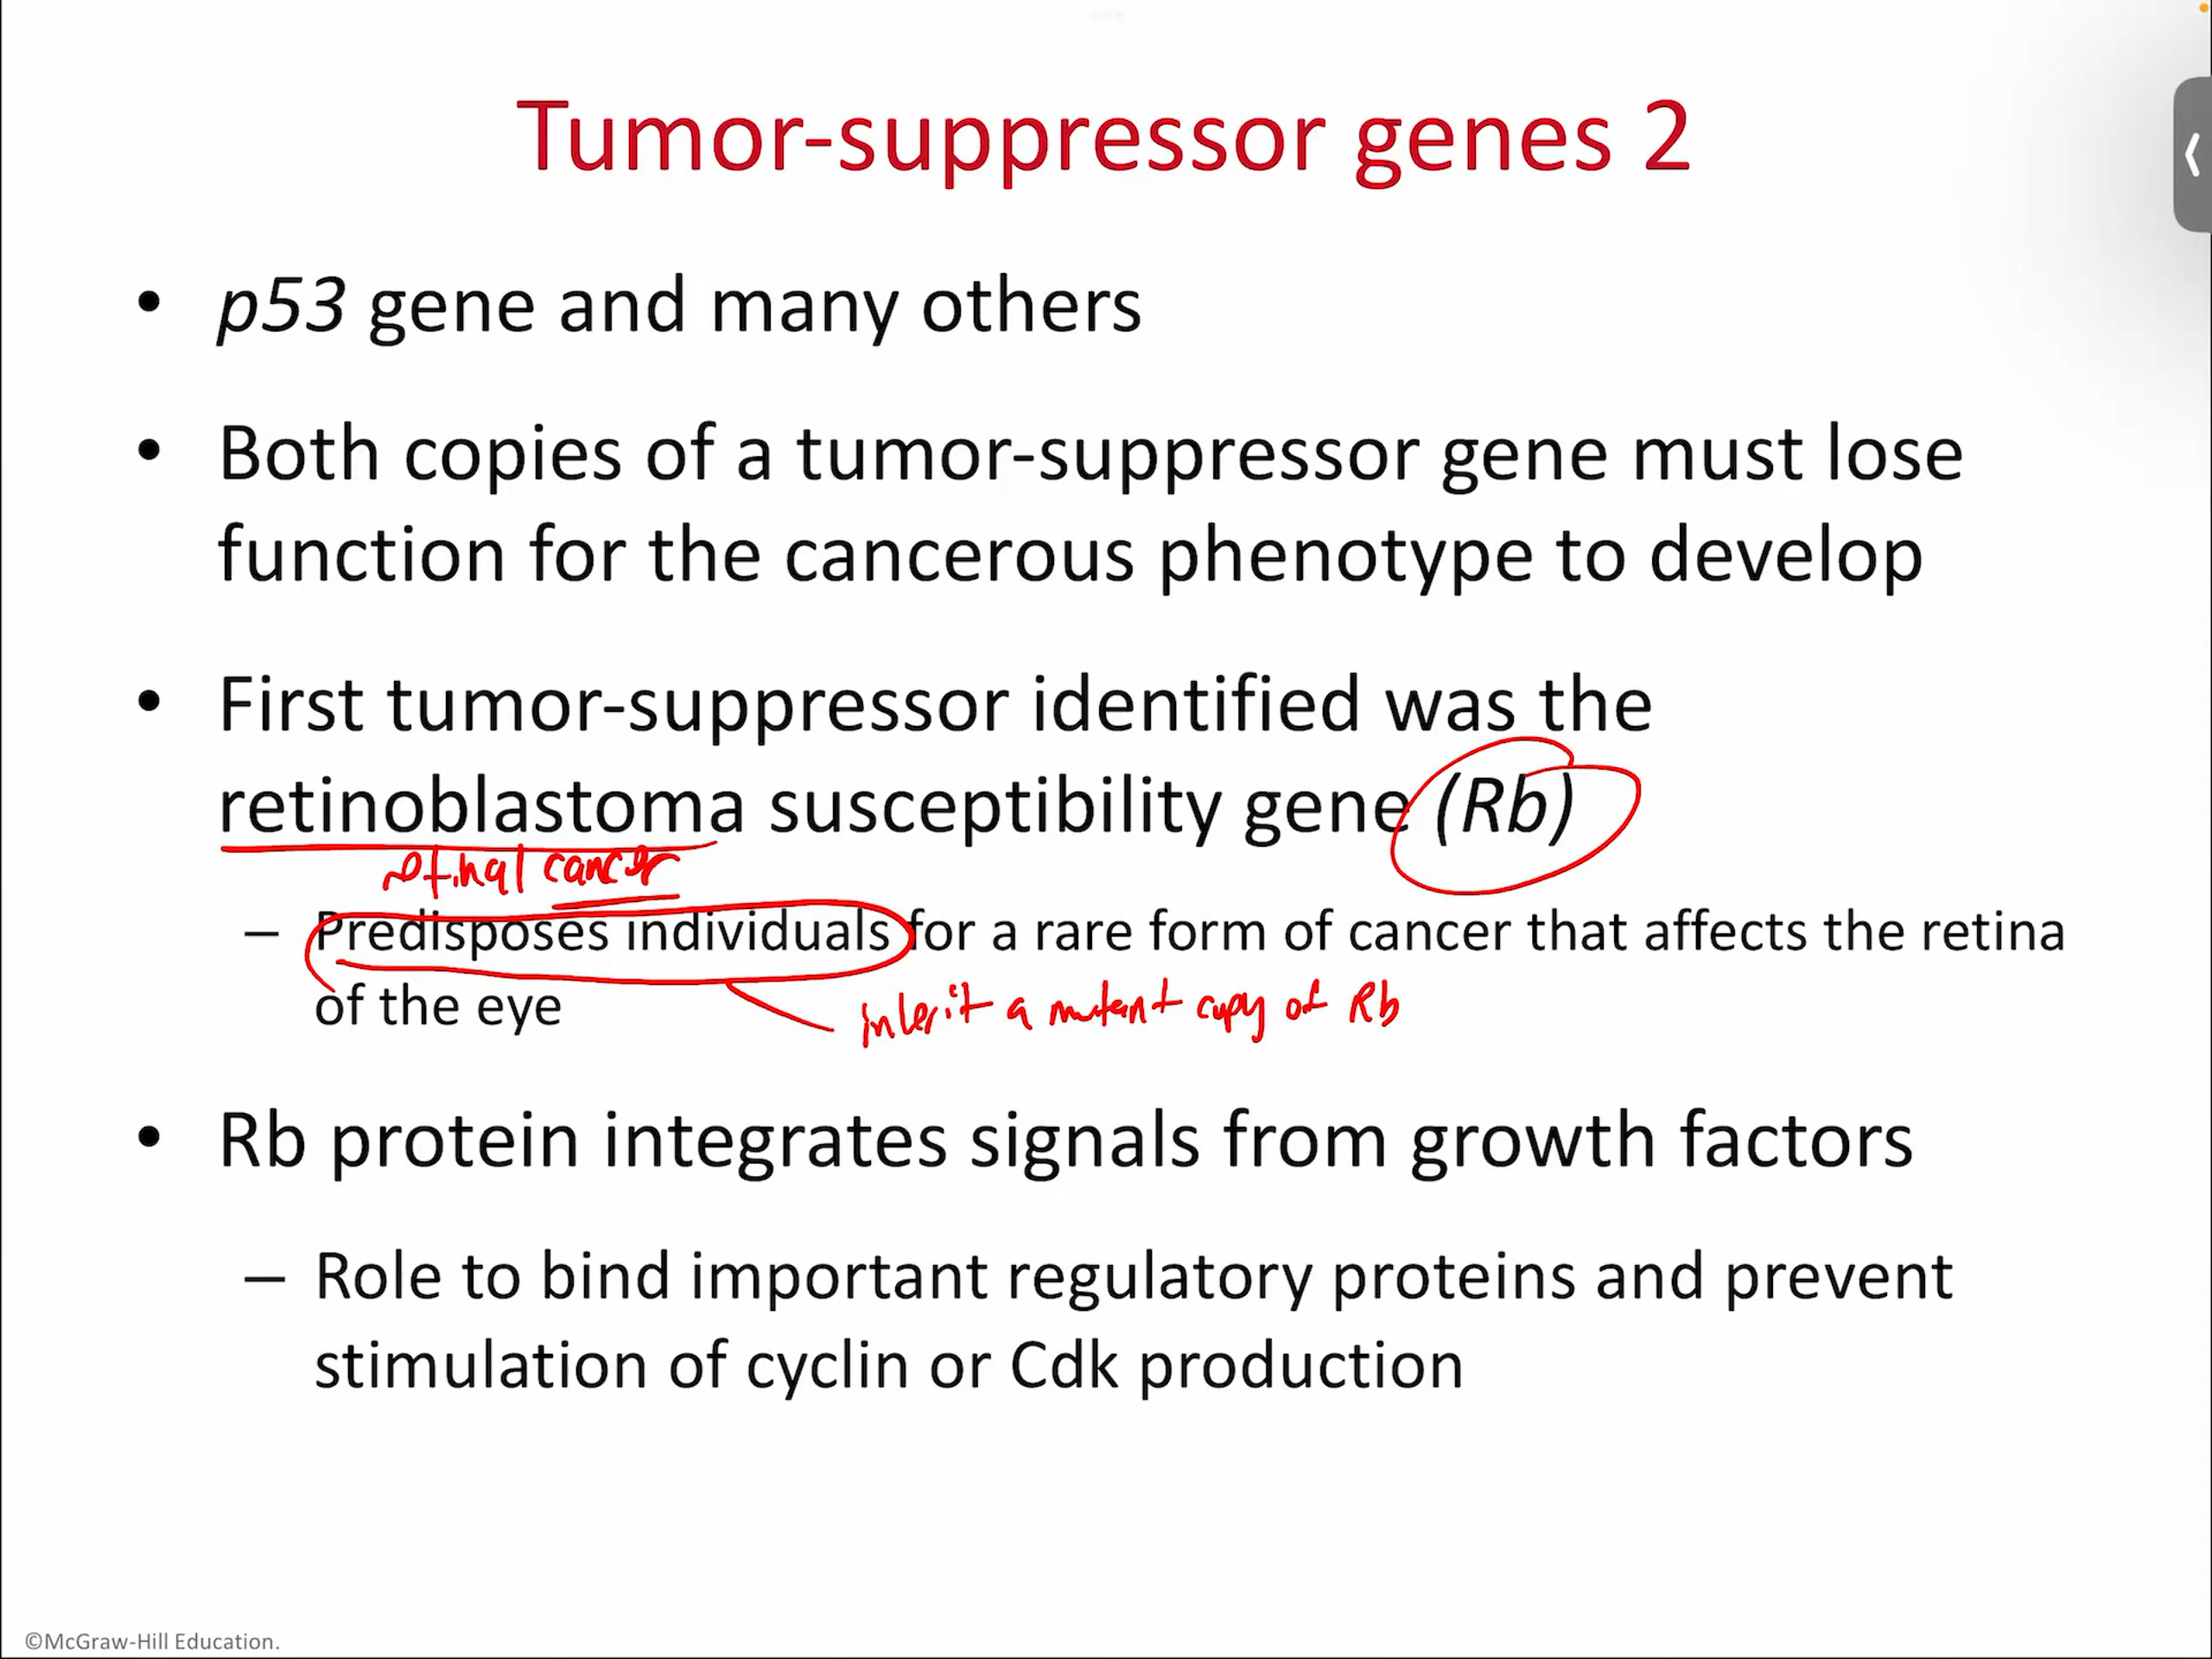 Tumor-suppressor genes 2
• p53 gene and many others
• Both copies of a tumor-suppressor gene must lose
function for the cancerous phenotype to develop
• First tumor-suppressor identified was the
retinoblastoma susceptibility gene (Rb)
retinal cancer
– Predisposes individuals for a rare form of cancer that affects the retina
of the eye
inherit a mutant copy of Rb
• Rb protein integrates signals from growth factors
– Role to bind important regulatory proteins and prevent
stimulation of cyclin or Cdk production
©McGraw-Hill Education.